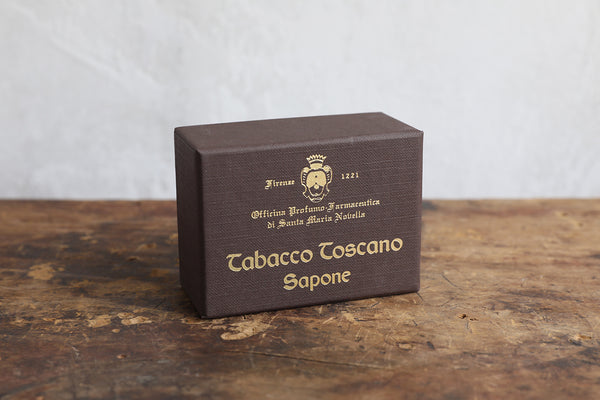 Firenze 1221
Officina Profumo-Farmaceutica
di Santa Maria Novella
Tabacco Toscano
Sapone